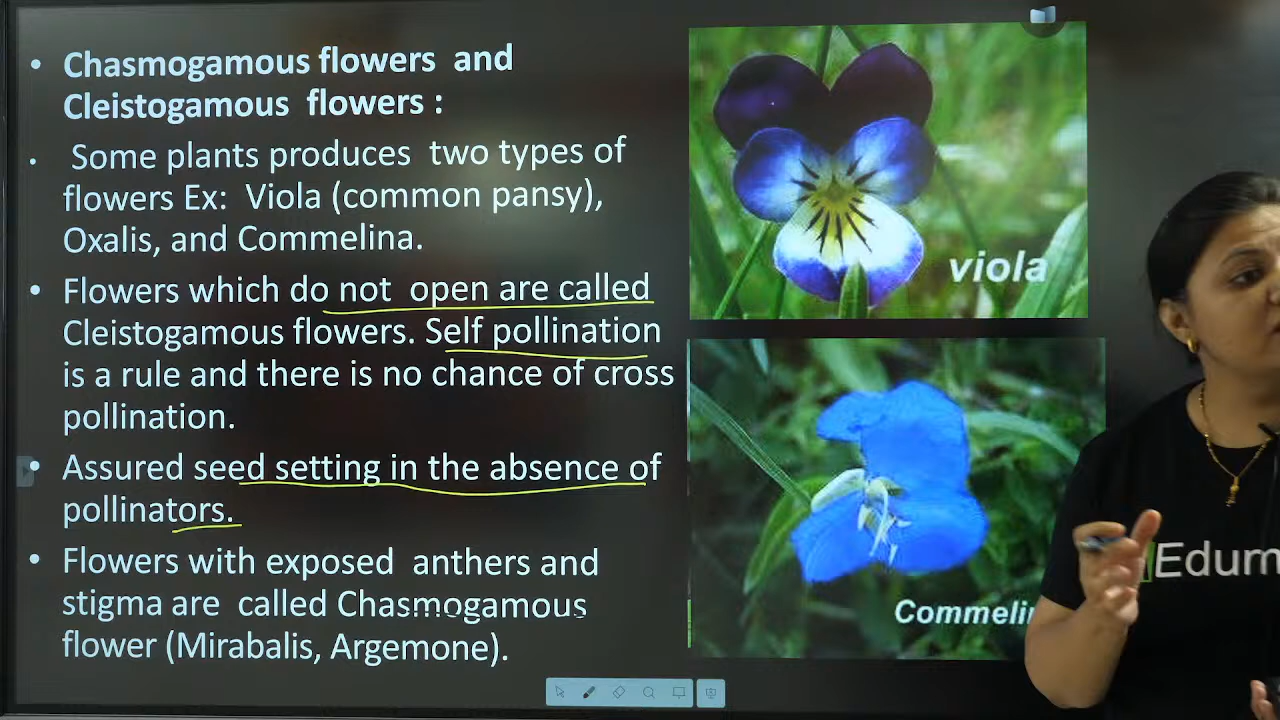 • Chasmogamous flowers and
Cleistogamous flowers :
• Some plants produces two types of
flowers Ex: Viola (common pansy),
Oxalis, and Commelina.
• Flowers which do not open are called
Cleistogamous flowers. Self pollination
is a rule and there is no chance of cross
pollination.
• Assured seed setting in the absence of
pollinators.
• Flowers with exposed anthers and
stigma are called Chasmogamous
flower (Mirabalis, Argemone).
viola
Commelin
Edum